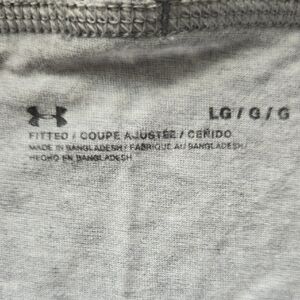 LG / G / G
FITTED / COUPE AJUSTÉE / CEÑIDO
MADE IN BANGLADESH / FABRIQUÉ AU BANGLADESH /
HECHO EN BANGLADESH